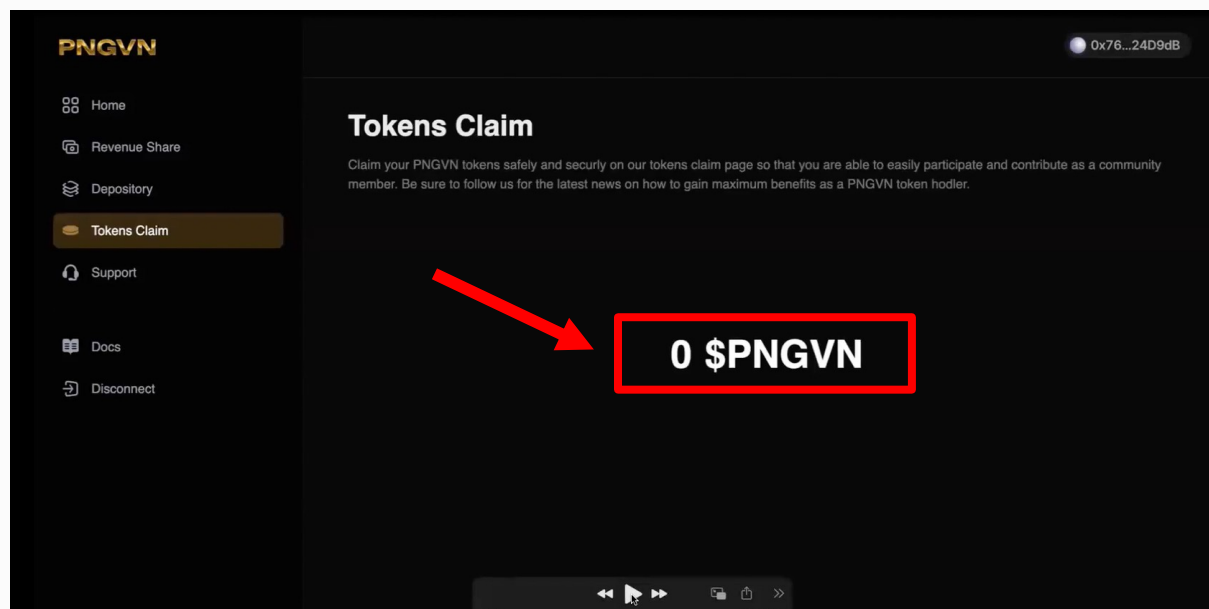 PNGVN
0x76...24D9dB
Home
Revenue Share
Depository
Tokens Claim
Support
Docs
Disconnect
Tokens Claim
Claim your PNGVN tokens safely and securly on our tokens claim page so that you are able to easily participate and contribute as a community
member. Be sure to follow us for the latest news on how to gain maximum benefits as a PNGVN token hodler.
0 $PNGVN